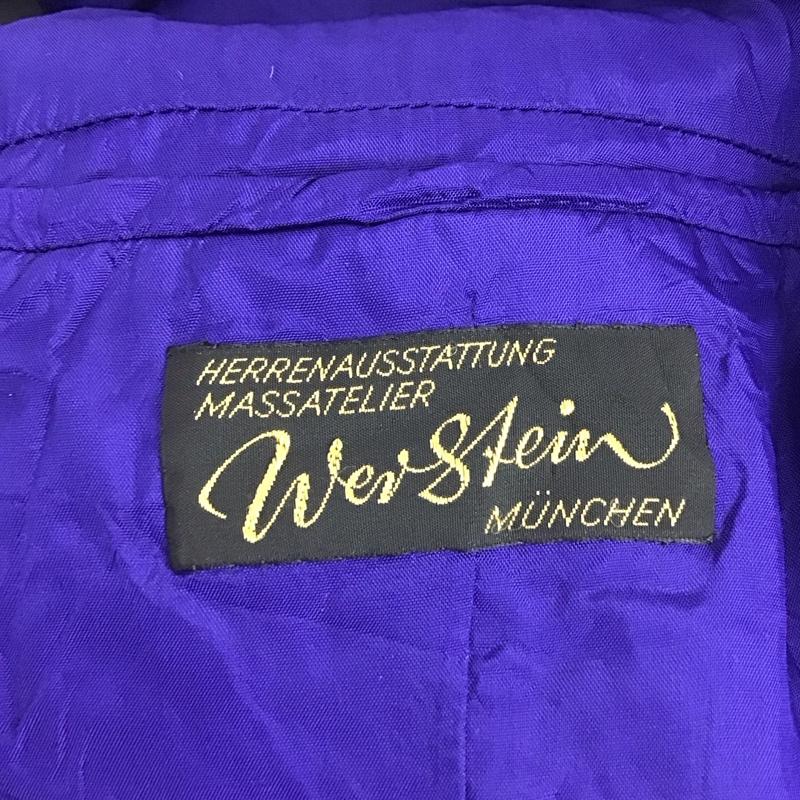 HERRENAUSSTATTUNG
MASSATELIER
WerStein
MÜNCHEN